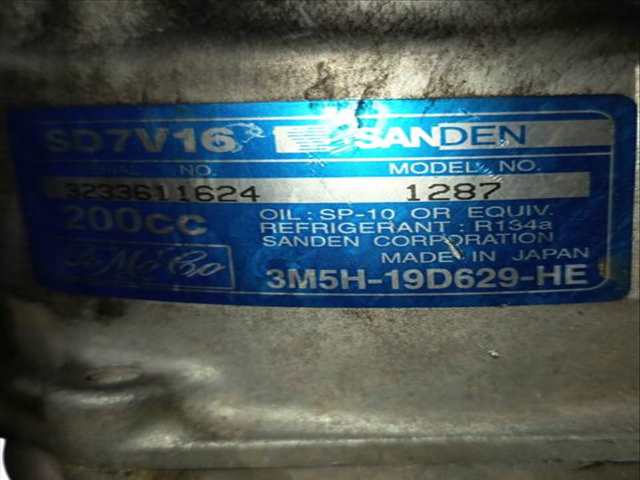 SD7V16 SANDEN
NO. MODEL NO.
3233611624 1287
200cc OIL: SP-10 OR EQUIV.
REFRIGERANT : R134a
SANDEN CORPORATION
MADE IN JAPAN
FoMoCo 3M5H-19D629-HE